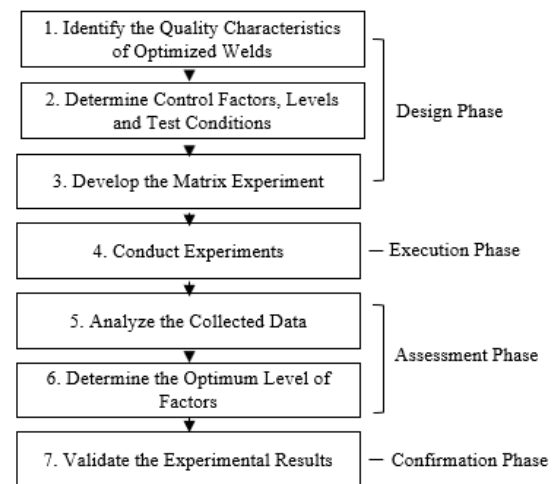 1. Identify the Quality Characteristics
of Optimized Welds
2. Determine Control Factors, Levels
and Test Conditions
Design Phase
3. Develop the Matrix Experiment
4. Conduct Experiments
Execution Phase
5. Analyze the Collected Data
Assessment Phase
6. Determine the Optimum Level of
Factors
7. Validate the Experimental Results
Confirmation Phase